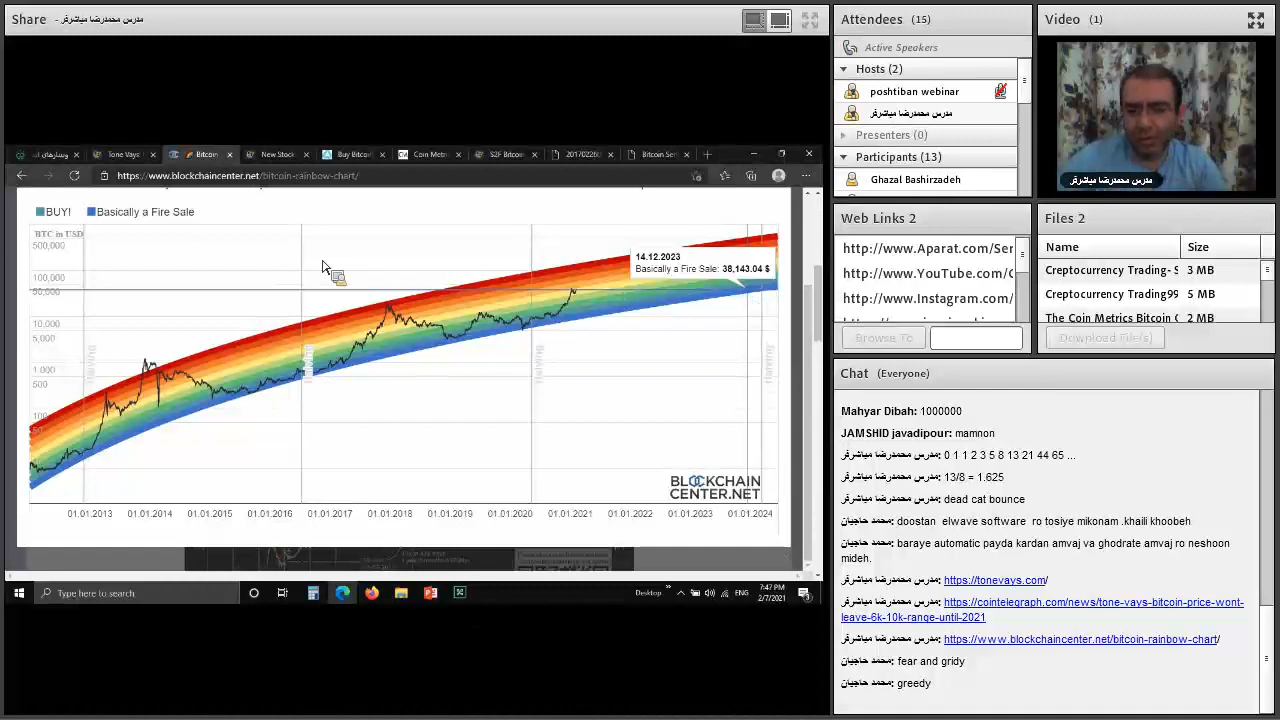 Share - مدرس محمدرضا میاشرفر
Tone Vays
Bitcoin
New Stock
Buy Bitcoi
Coin Metri
S2F Bitcoin
Bitcoin Ser
https://www.blockchaincenter.net/bitcoin-rainbow-chart/
BUY! Basically a Fire Sale
BTC in USD
500,000
100,000
10,000
5,000
1,000
500
100
14.12.2023
Basically a Fire Sale: 38,143.04 $
BLOCKCHAIN
CENTER.NET
01.01.2013 01.01.2014 01.01.2015 01.01.2016 01.01.2017 01.01.2018 01.01.2019 01.01.2020 01.01.2021 01.01.2022 01.01.2023 01.01.2024
Type here to search
Desktop
ENG
7:47 PM
2/7/2021
Attendees (15)
Active Speakers
Hosts (2)
poshtiban webinar
مدرس محمدرضا میاشرفر
Presenters (0)
Participants (13)
Ghazal Bashirzadeh
Video (1)
مدرس محمدرضا میاشرفر
Web Links 2
http://www.Aparat.com/Ser
http://www.YouTube.com/C
http://www.Instagram.com/
Browse To
Files 2
Name Size
Creptocurrency Trading- S 3 MB
Creptocurrency Trading99 5 MB
The Coin Metrics Bitcoin C 2 MB
Download File(s)
Chat (Everyone)
Mahyar Dibah: 1000000
JAMSHID javadipour: mamnon
مدرس محمدرضا میاشرفر: 0 1 1 2 3 5 8 13 21 44 65 ...
مدرس محمدرضا میاشرفر: 13/8 = 1.625
مدرس محمدرضا میاشرفر: dead cat bounce
محمد حاجیان: doostan elwave software ro tosiye mikonam .khaili khoobeh
محمد حاجیان: baraye automatic payda kardan amvaj va ghodrate amvaj ro neshoon
mideh.
مدرس محمدرضا میاشرفر: https://tonevays.com/
مدرس محمدرضا میاشرفر: https://cointelegraph.com/news/tone-vays-bitcoin-price-wont-
leave-6k-10k-range-until-2021
مدرس محمدرضا میاشرفر: https://www.blockchaincenter.net/bitcoin-rainbow-chart/
محمد حاجیان: fear and gridy
محمد حاجیان: greedy